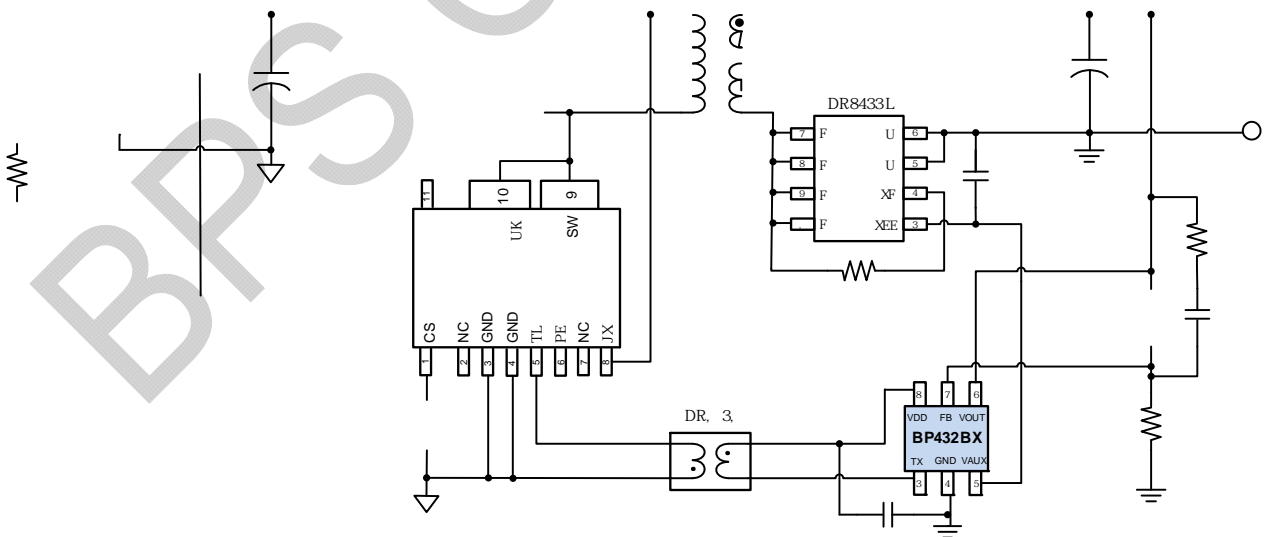 BPS
DR8433L
7 F U 6
8 F U 5
9 F XF 4
F XEE 3
11
10 9
UK SW
CS NC GND GND TL PE NC JX
1 2 3 4 5 6 7 8
DR, 3,
8 7 6
VDD FB VOUT
BP432BX
TX GND VAUX
3 4 5